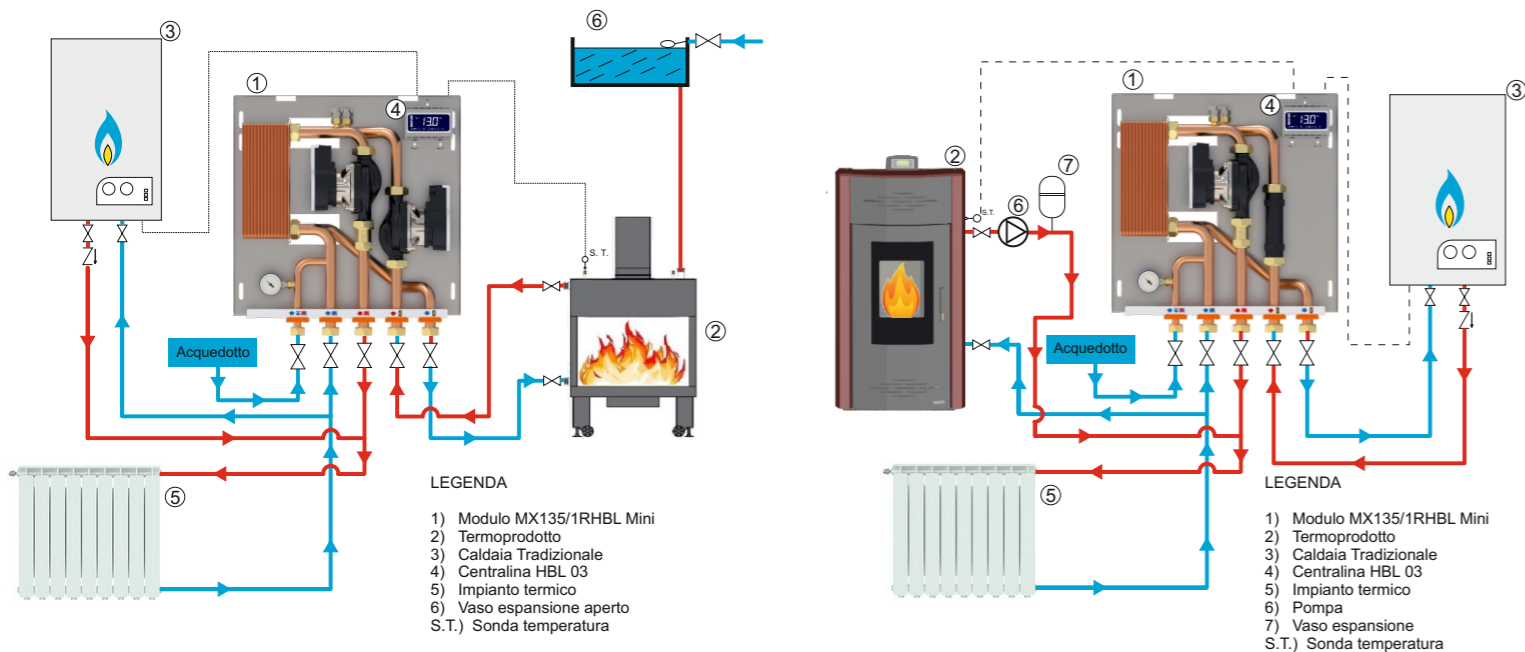 3
6
1
4
13.0
S. T.
2
Acquedotto
5
LEGENDA
1) Modulo MX135/1RHBL Mini
2) Termoprodotto
3) Caldaia Tradizionale
4) Centralina HBL 03
5) Impianto termico
6) Vaso espansione aperto
S.T.) Sonda temperatura
1
4
13.0
3
2
7
6
S.T.
Acquedotto
5
LEGENDA
1) Modulo MX135/1RHBL Mini
2) Termoprodotto
3) Caldaia Tradizionale
4) Centralina HBL 03
5) Impianto termico
6) Pompa
7) Vaso espansione
S.T.) Sonda temperatura